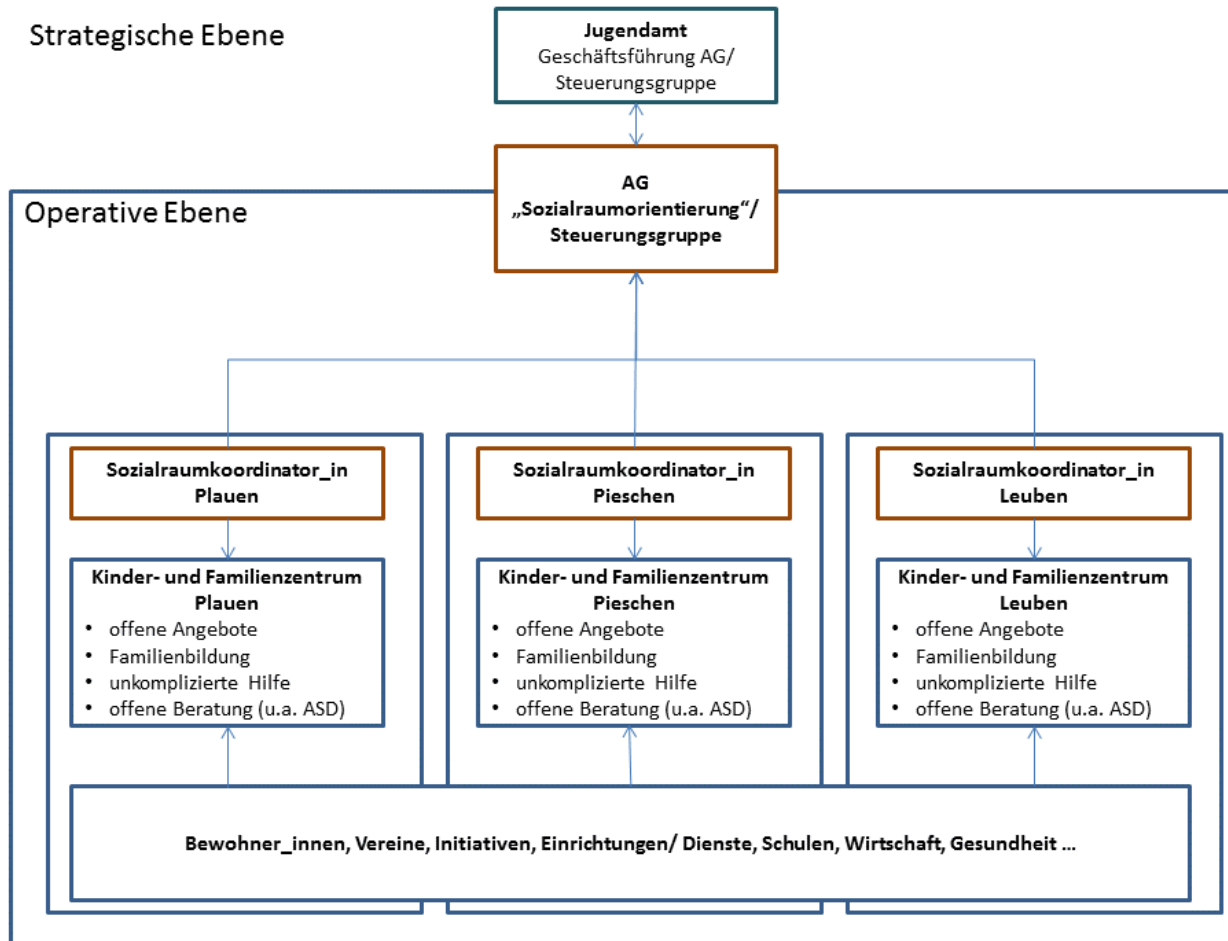 Strategische Ebene
Jugendamt
Geschäftsführung AG/
Steuerungsgruppe
AG
„Sozialraumorientierung“/
Steuerungsgruppe
Operative Ebene
Sozialraumkoordinator_in
Plauen
Kinder- und Familienzentrum
Plauen
• offene Angebote
• Familienbildung
• unkomplizierte Hilfe
• offene Beratung (u.a. ASD)
Sozialraumkoordinator_in
Pieschen
Kinder- und Familienzentrum
Pieschen
• offene Angebote
• Familienbildung
• unkomplizierte Hilfe
• offene Beratung (u.a. ASD)
Sozialraumkoordinator_in
Leuben
Kinder- und Familienzentrum
Leuben
• offene Angebote
• Familienbildung
• unkomplizierte Hilfe
• offene Beratung (u.a. ASD)
Bewohner_innen, Vereine, Initiativen, Einrichtungen/ Dienste, Schulen, Wirtschaft, Gesundheit ...